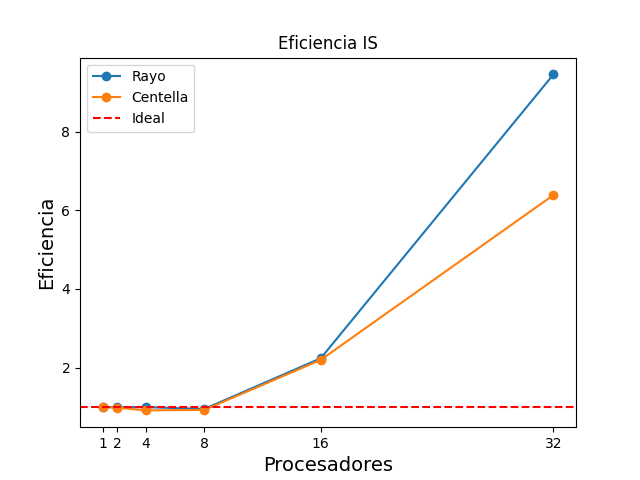 Eficiencia IS
Rayo
Centella
Ideal
Eficiencia
8
6
4
2
1 2 4 8 16 32
Procesadores